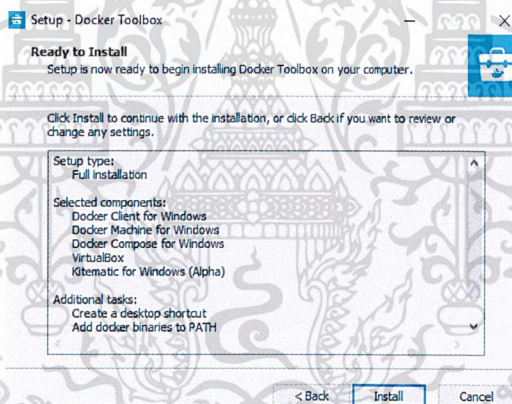 Setup - Docker Toolbox
Ready to Install
Setup is now ready to begin installing Docker Toolbox on your computer.
Click Install to continue with the installation, or click Back if you want to review or
change any settings.
Setup type:
Full installation
Selected components:
Docker Client for Windows
Docker Machine for Windows
Docker Compose for Windows
VirtualBox
Kitematic for Windows (Alpha)
Additional tasks:
Create a desktop shortcut
Add docker binaries to PATH
< Back
Install
Cancel